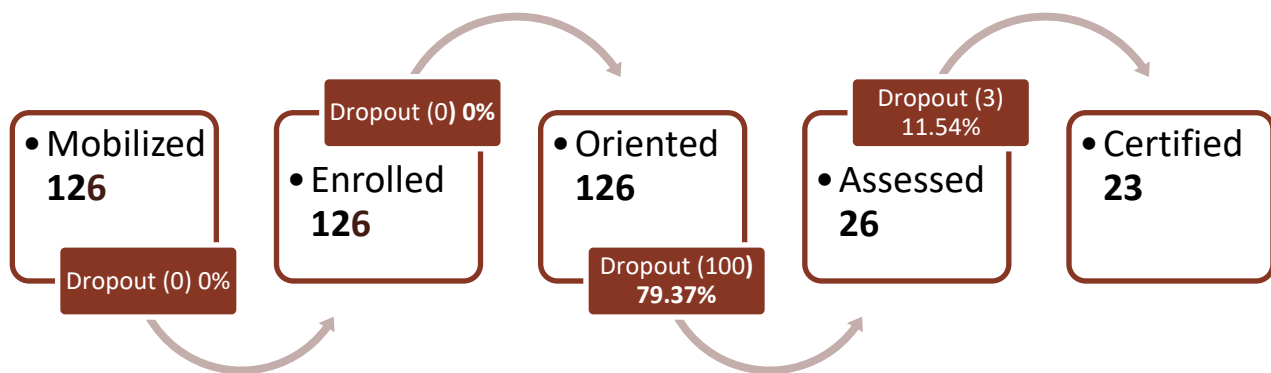 • Mobilized
126
Dropout (0) 0%
Dropout (0) 0%
• Enrolled
126
• Oriented
126
Dropout (100)
79.37%
Dropout (3)
11.54%
• Assessed
26
• Certified
23